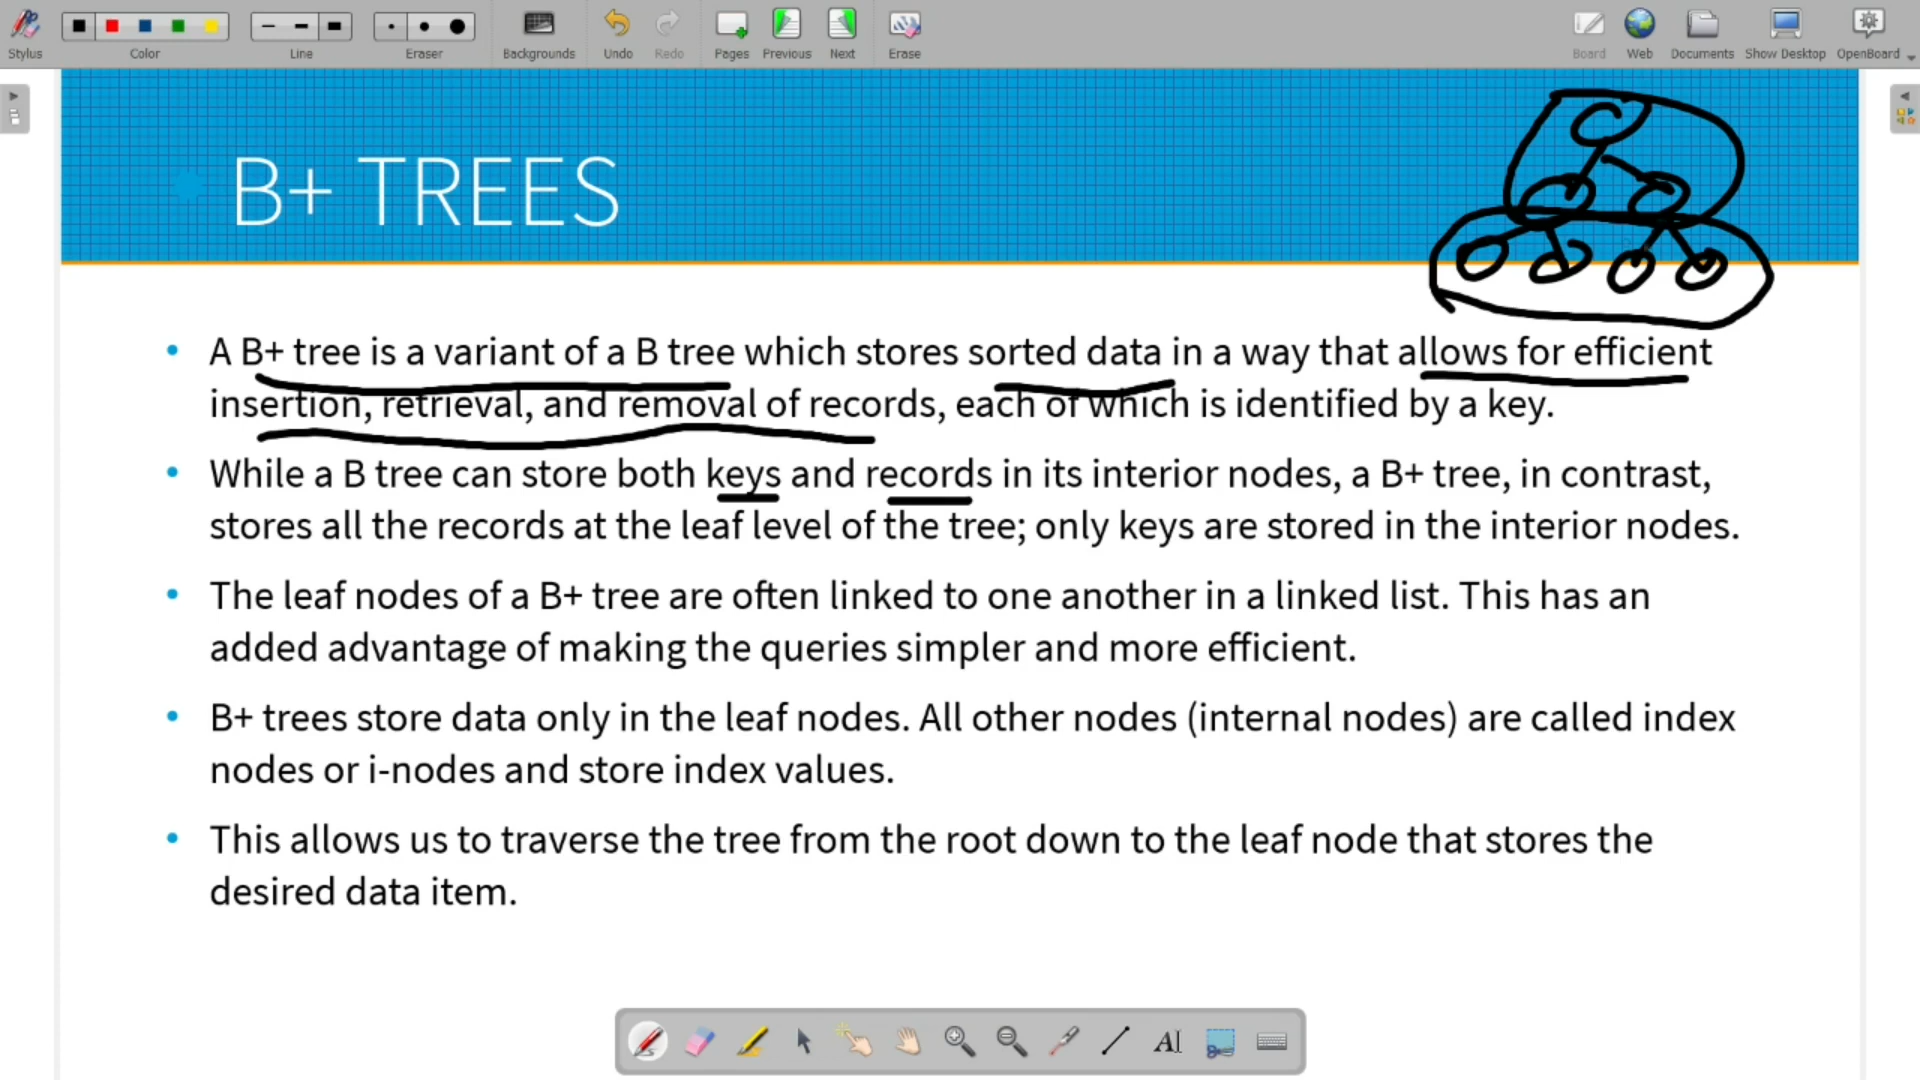 Stylus Color Line Eraser Backgrounds Undo Redo Pages Previous Next Erase Board Web Documents Show Desktop OpenBoard
B+ TREES
• A B+ tree is a variant of a B tree which stores sorted data in a way that allows for efficient
insertion, retrieval, and removal of records, each of which is identified by a key.
• While a B tree can store both keys and records in its interior nodes, a B+ tree, in contrast,
stores all the records at the leaf level of the tree; only keys are stored in the interior nodes.
• The leaf nodes of a B+ tree are often linked to one another in a linked list. This has an
added advantage of making the queries simpler and more efficient.
• B+ trees store data only in the leaf nodes. All other nodes (internal nodes) are called index
nodes or i-nodes and store index values.
• This allows us to traverse the tree from the root down to the leaf node that stores the
desired data item.
AI